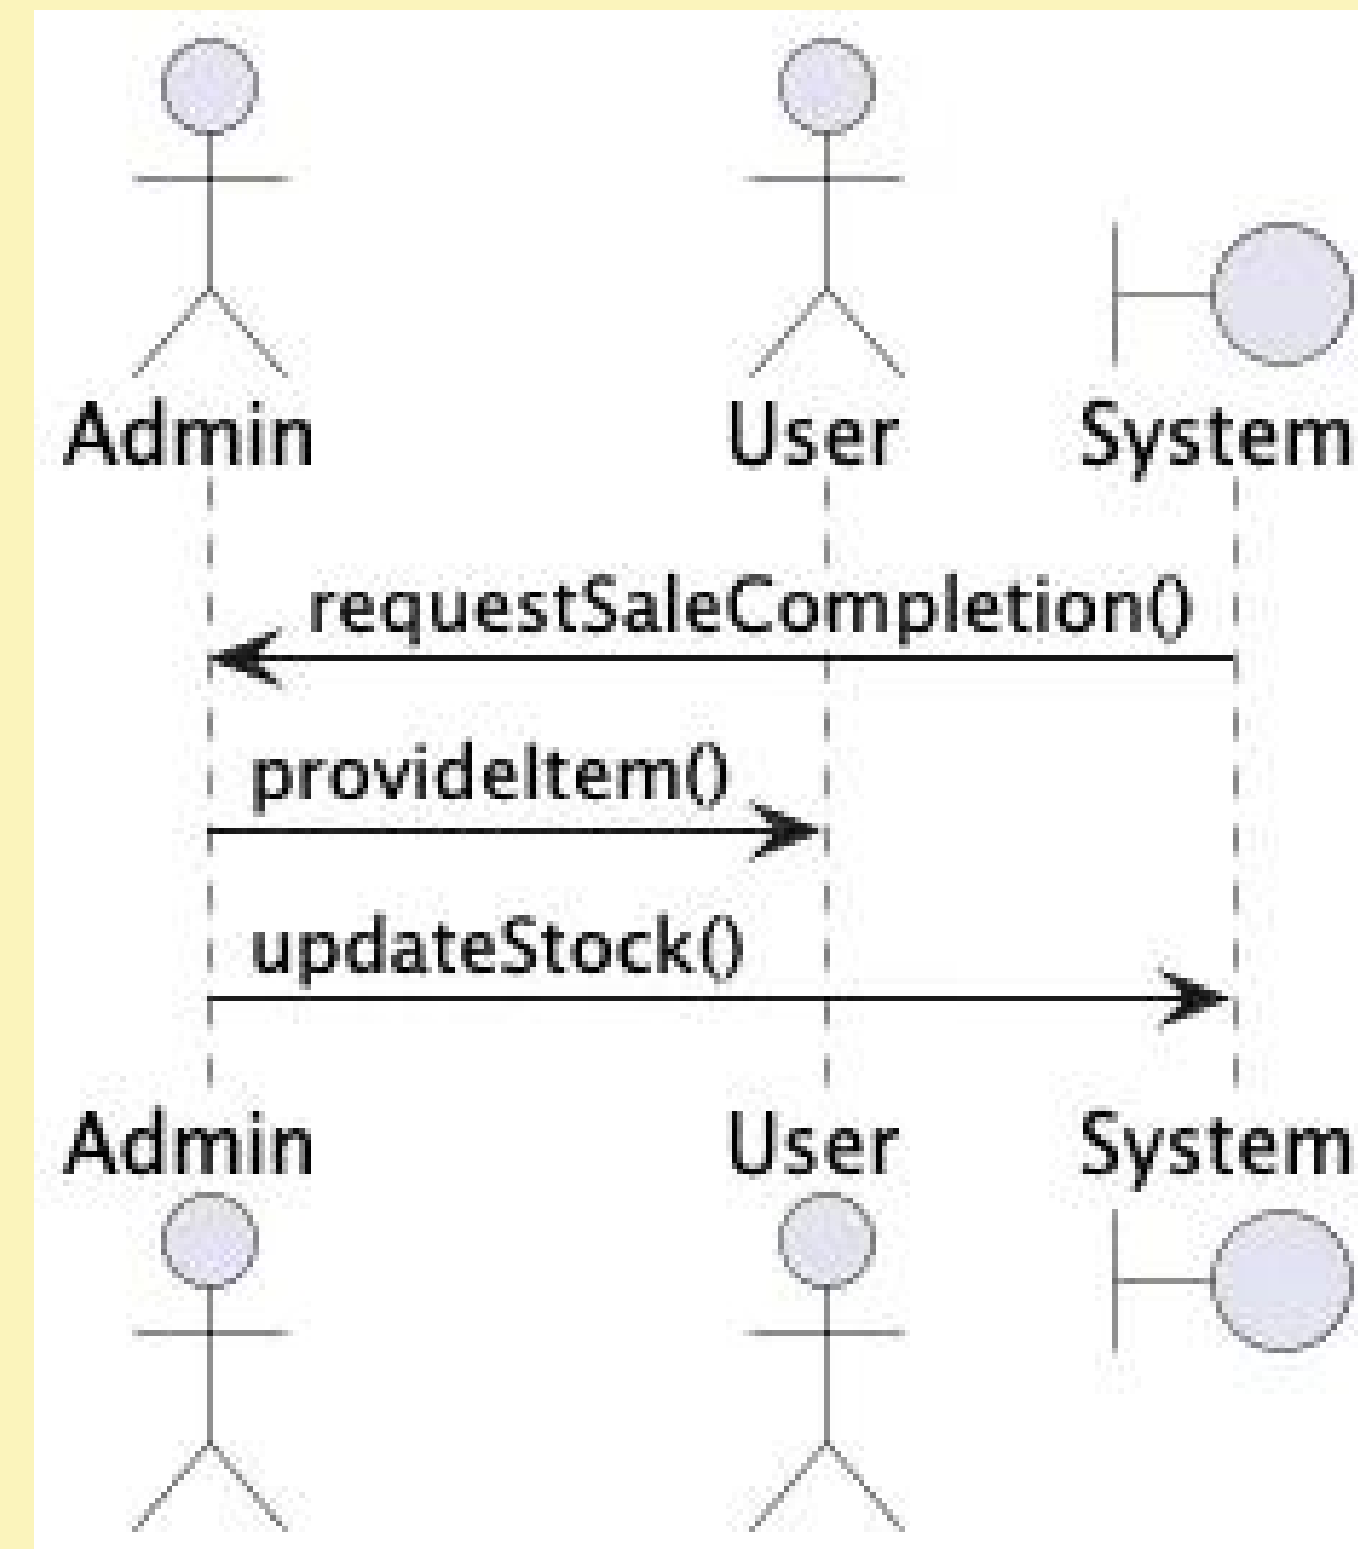 Admin User System
requestSaleCompletion()
provideItem()
updateStock()
Admin User System